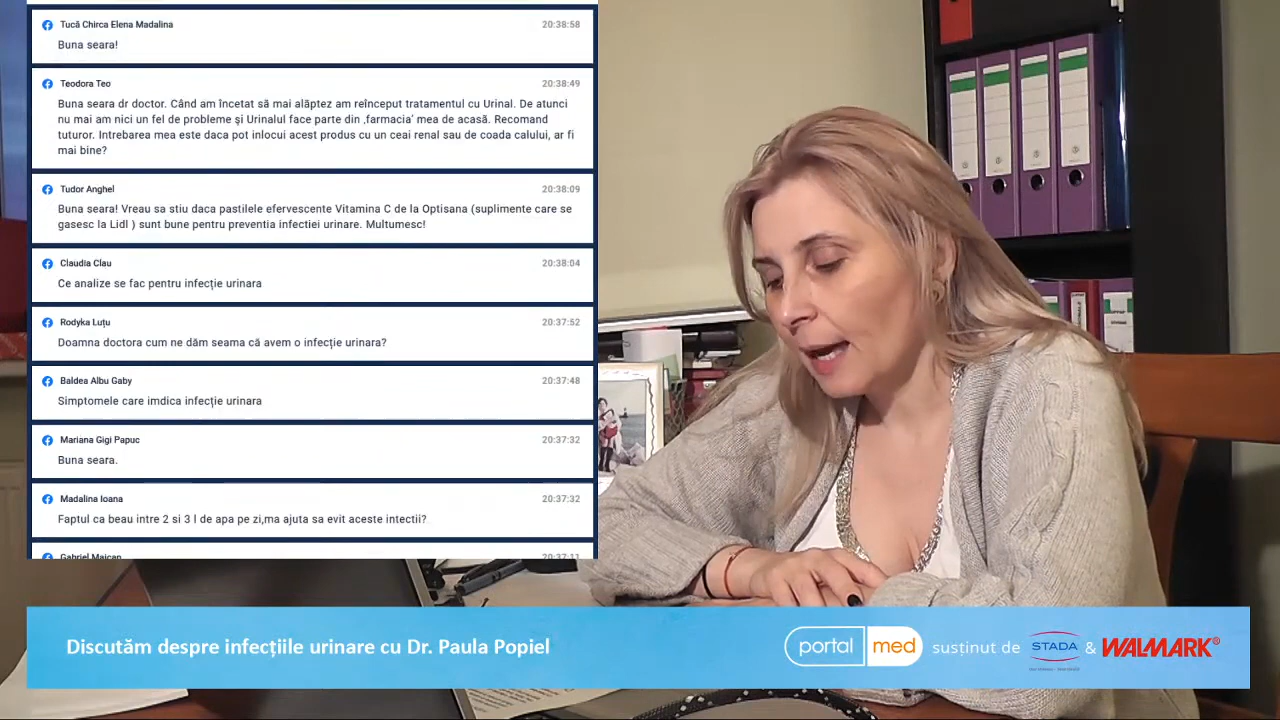 Tucă Chirca Elena Madalina 20:38:58
Buna seara!
Teodora Teo 20:38:49
Buna seara dr doctor. Când am încetat să mai alăptez am reînceput tratamentul cu Urinal. De atunci
nu mai am nici un fel de probleme şi Urinalul face parte din ‚farmacia’ mea de acasă. Recomand
tuturor. Intrebarea mea este daca pot inlocui acest produs cu un ceai renal sau de coada calului, ar fi
mai bine?
Tudor Anghel 20:38:09
Buna seara! Vreau sa stiu daca pastilele efervescente Vitamina C de la Optisana (suplimente care se
gasesc la Lidl ) sunt bune pentru preventia infectiei urinare. Multumesc!
Claudia Clau 20:38:04
Ce analize se fac pentru infecție urinara
Rodyka Luțu 20:37:52
Doamna doctora cum ne dăm seama că avem o infecție urinara?
Baldea Albu Gaby 20:37:48
Simptomele care imdica infecție urinara
Mariana Gigi Papuc 20:37:32
Buna seara.
Madalina Ioana 20:37:32
Faptul ca beau intre 2 si 3 l de apa pe zi,ma ajuta sa evit aceste intectii?
Gabriel Maican 20:37:11
Discutăm despre infecțiile urinare cu Dr. Paula Popiel
portal med susținut de STADA & WALMARK®